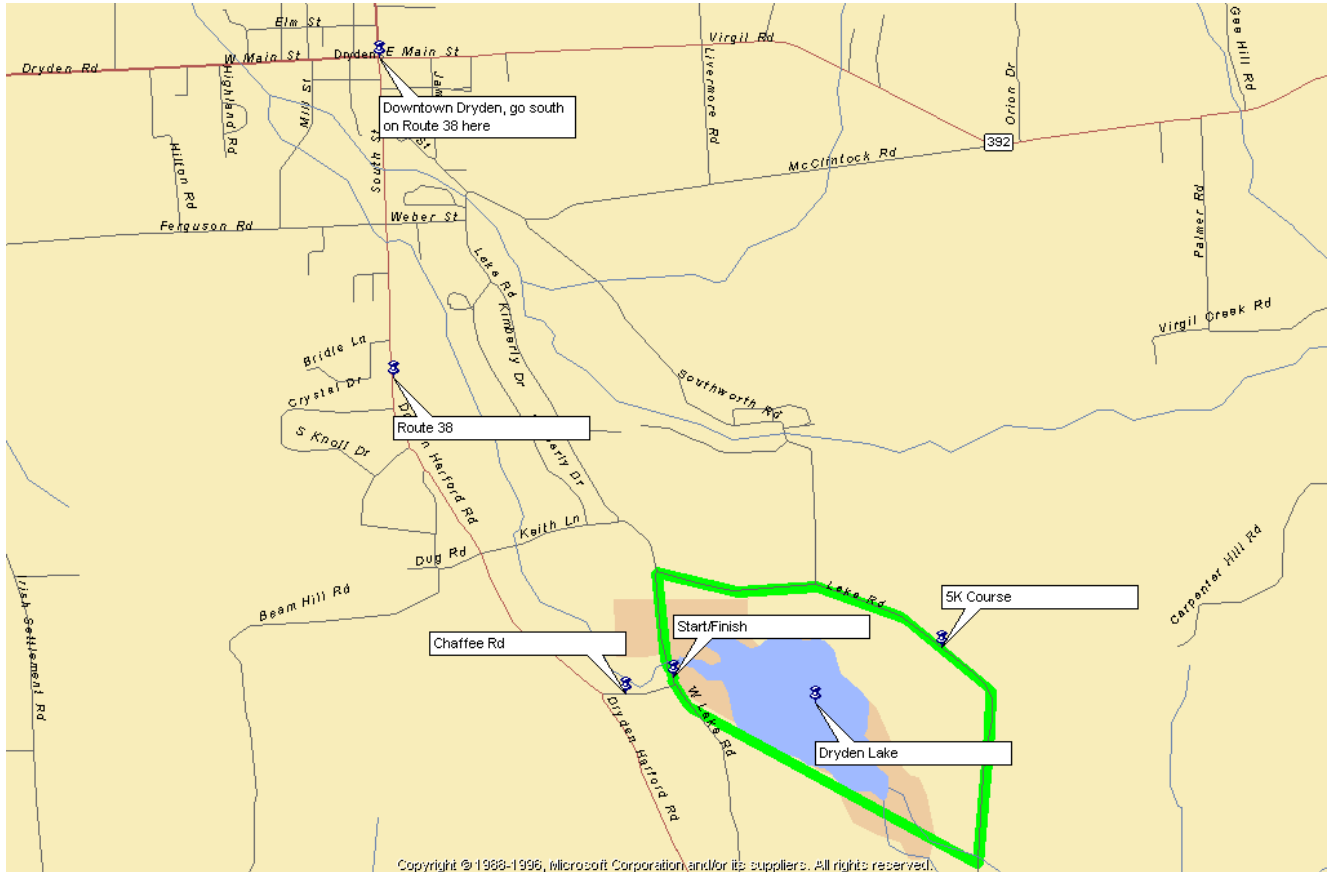 Elm St
Gee Hill Rd
W Main St
Dryden
E Main St
Virgil Rd
Dryden Rd
Highland Rd
Mill St
Livermore Rd
Orion Dr
Downtown Dryden, go south
on Route 38 here
South St
St
392
McClintock Rd
Hilton Rd
Weber St
Ferguson Rd
Palmer Rd
Lake Rd
Kimberly Dr
Virgil Creek Rd
Bridle Ln
Crystal Dr
Southworth Rd
Route 38
S Knoll Dr
Harford Rd
Keith Ln
Dug Rd
Carpenter Hill Rd
Irish Settlement Rd
Beam Hill Rd
Lake Rd
5K Course
Start/Finish
Chaffee Rd
W Lake Rd
Dryden Harford Rd
Dryden Lake
Copyright © 1988-1996, Microsoft Corporation and/or its suppliers. All rights reserved.